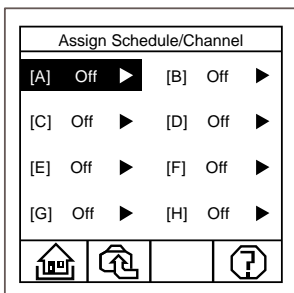 Assign Schedule/Channel
[A] Off [B] Off
[C] Off [D] Off
[E] Off [F] Off
[G] Off [H] Off
?